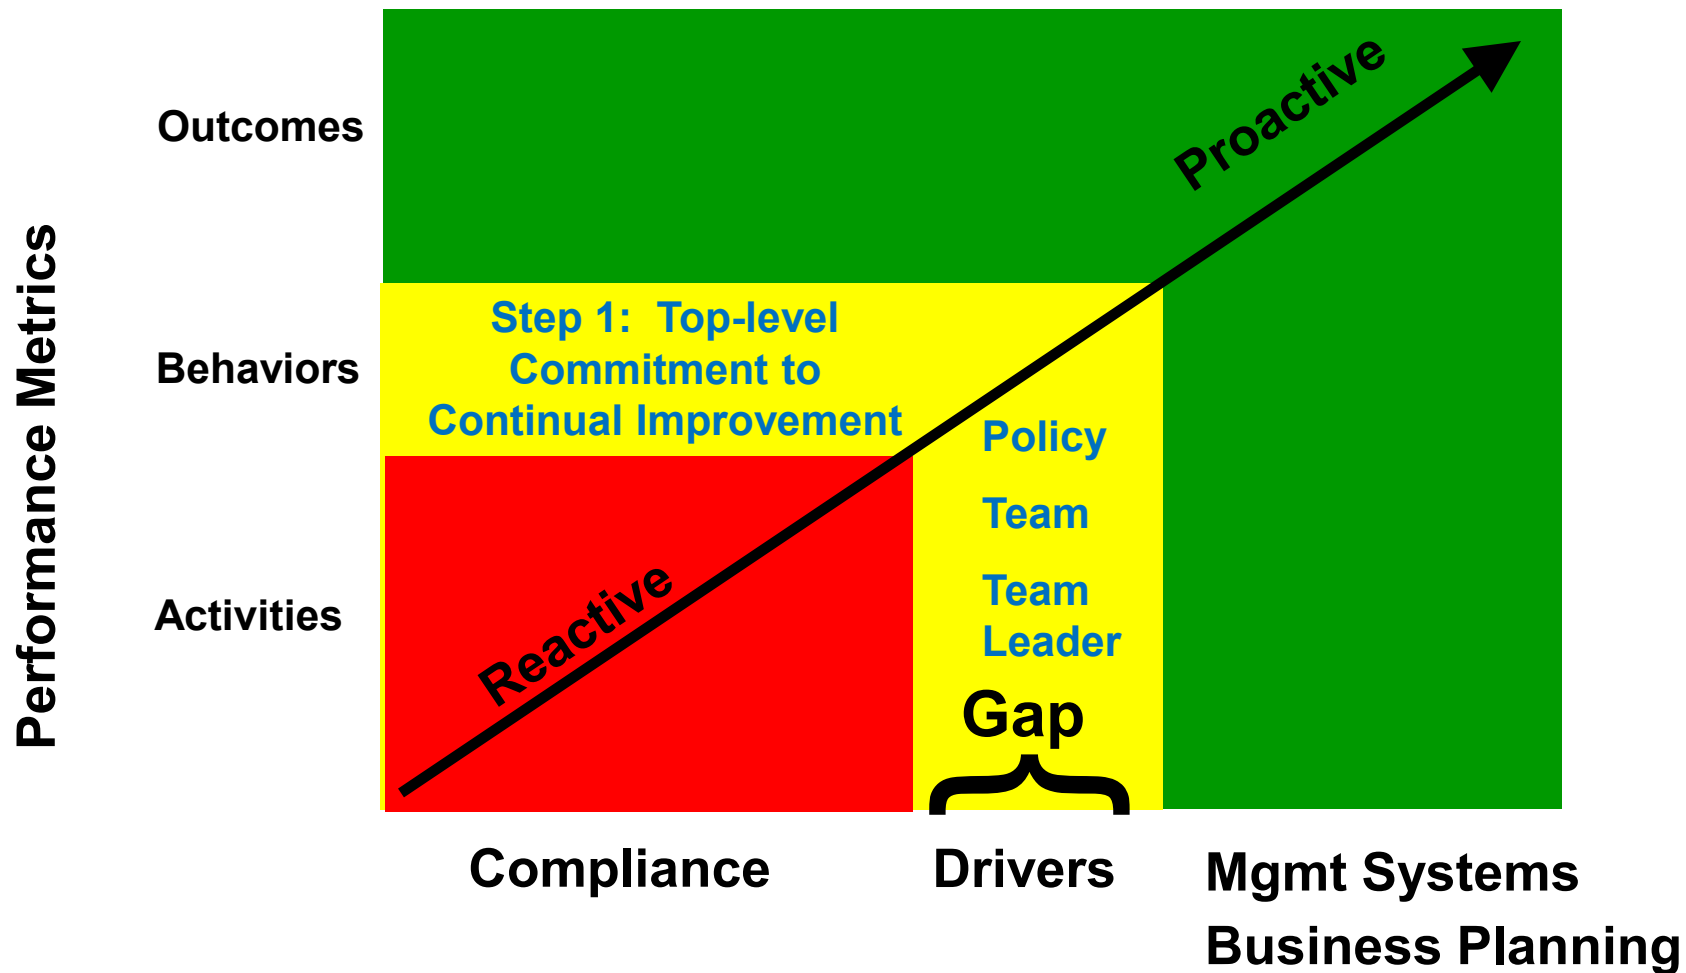 Performance Metrics
Outcomes
Behaviors
Activities
Proactive
Reactive
Step 1:  Top-level
Commitment to
Continual Improvement
Policy
Team
Team
Leader
Gap
Compliance
Drivers
Mgmt Systems
Business Planning